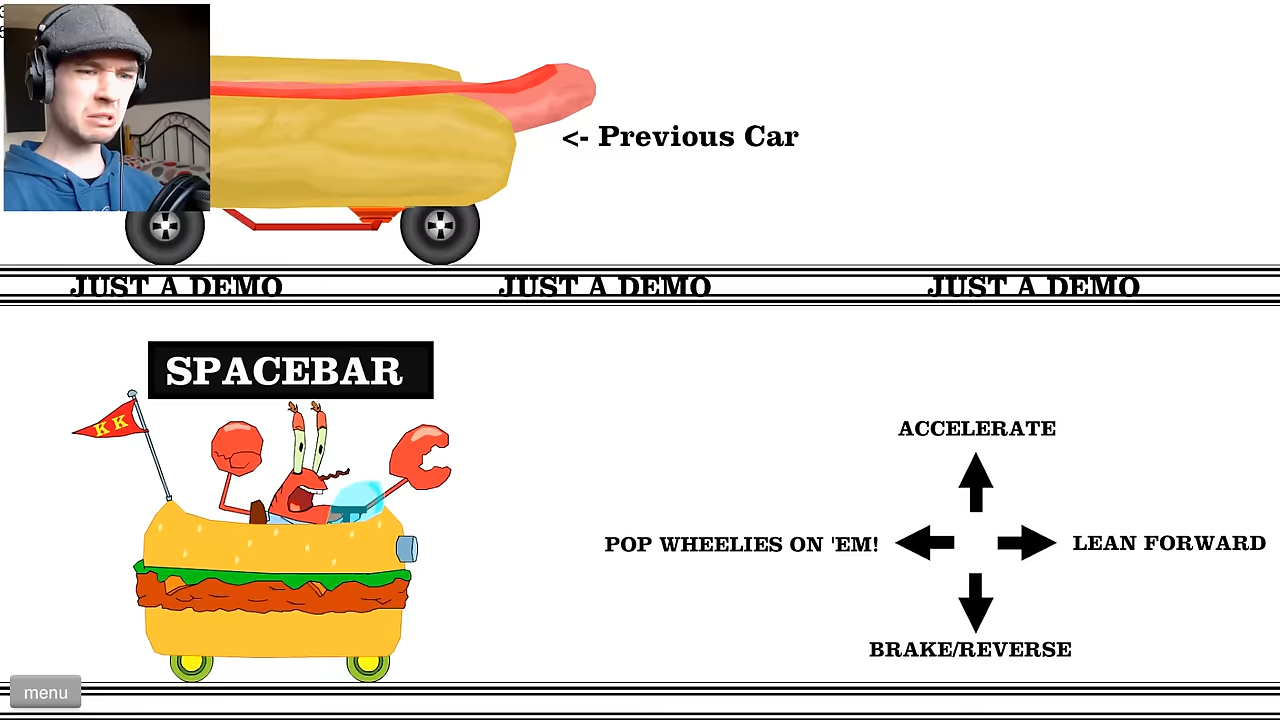 <- Previous Car
JUST A DEMO JUST A DEMO JUST A DEMO
SPACEBAR
K K
ACCELERATE
POP WHEELIES ON 'EM!
LEAN FORWARD
BRAKE/REVERSE
menu